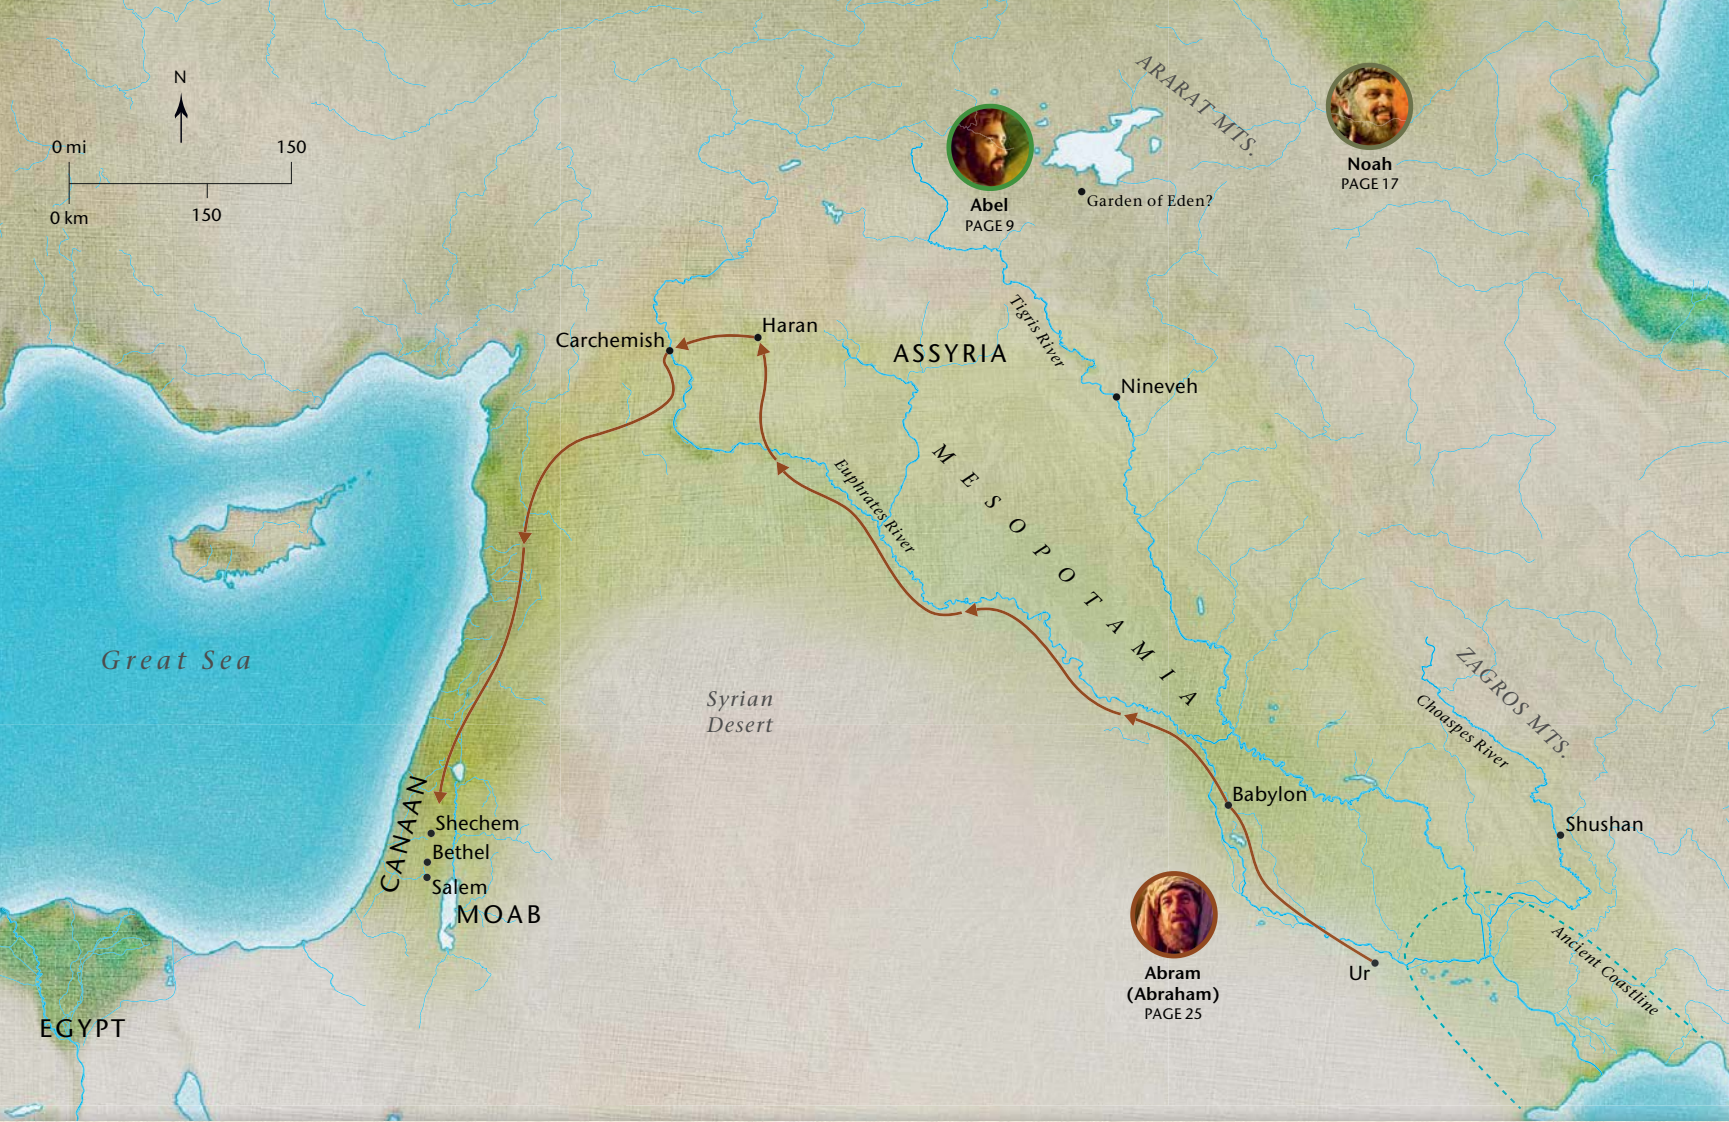 N
0 mi 150
0 km 150
ARARAT MTS.
Noah
PAGE 17
Abel
PAGE 9
Garden of Eden?
Tigris River
Carchemish
Haran
ASSYRIA
Nineveh
MESOPOTAMIA
Euphrates River
Great Sea
Syrian
Desert
ZAGROS MTS.
Choaspes River
CANAAN
Shechem
Bethel
Salem
MOAB
Babylon
Shushan
Abram
(Abraham)
PAGE 25
Ur
Ancient Coastline
EGYPT